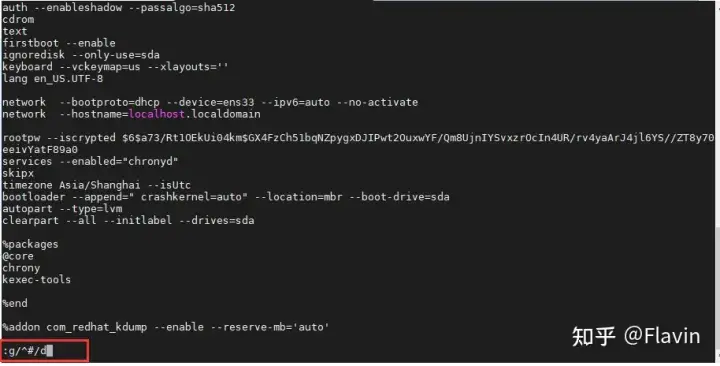 auth --enableshadow --passalgo=sha512
cdrom
text
firstboot --enable
ignoredisk --only-use=sda
keyboard --vckeymap=us --xlayouts=''
lang en_US.UTF-8
network  --bootproto=dhcp --device=ens33 --ipv6=auto --no-activate
network  --hostname=localhost.localdomain
rootpw --iscrypted $6$a73/Rt1OEkUi04km$GX4FzCh51bqNZpygxDJIPwt2OuxwYF/Qm8UjnIYSvxzrOcIn4UR/rv4yaArJ4jl6YS//ZT8y70
eeivYatF89a0
services --enabled="chronyd"
skipx
timezone Asia/Shanghai --isUtc
bootloader --append=" crashkernel=auto" --location=mbr --boot-drive=sda
autopart --type=lvm
clearpart --all --initlabel --drives=sda
%packages
@core
chrony
kexec-tools
%end
%addon com_redhat_kdump --enable --reserve-mb='auto'
:g/^#/d
知乎 @Flavin